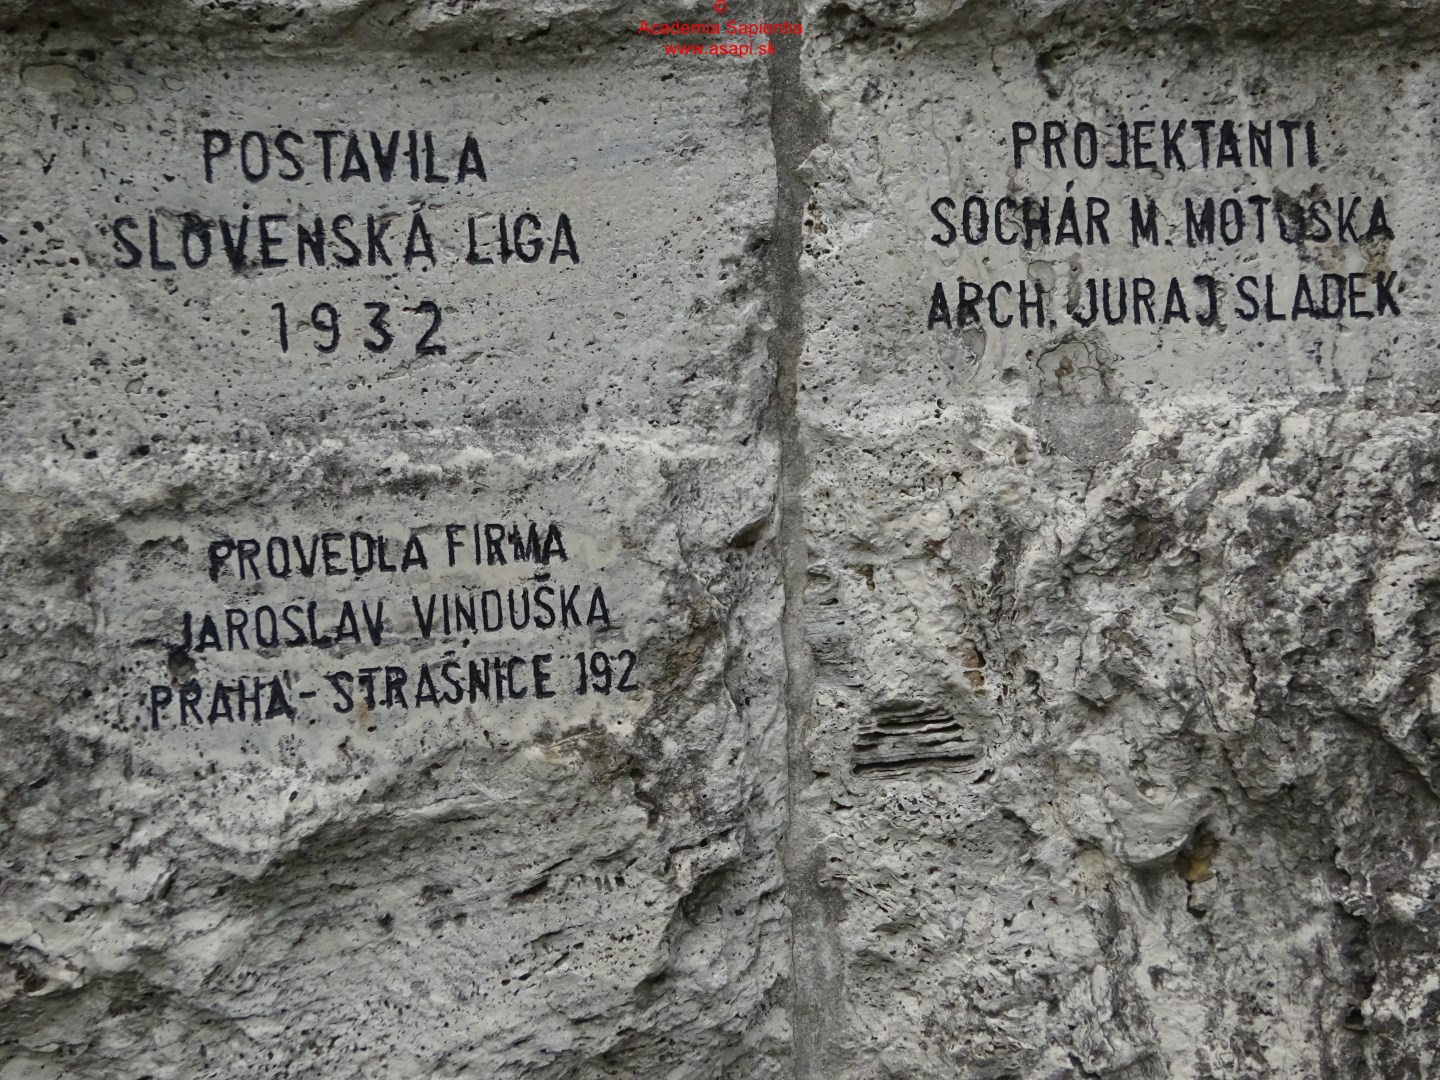 © 
Academia Sapientia
www.asapi.sk
POSTAVILA
SLOVENSKÁ LIGA
1932
PROJEKTANTI
SOCHÁR M. MOTOŠKA
ARCH. JURAJ SLADEK
PROVEDLA FIRMA
JAROSLAV VINDUŠKA
PRAHA-STRAŠNICE 192